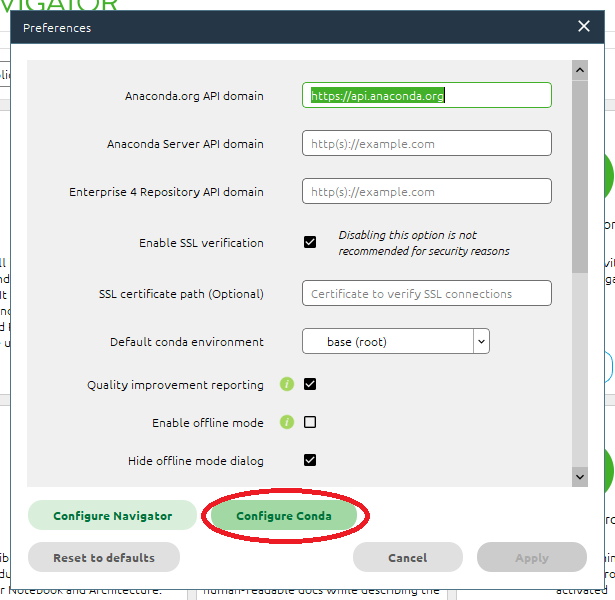 VIGATOR
Preferences
Anaconda.org API domain
https://api.anaconda.org
Anaconda Server API domain
http(s)://example.com
Enterprise 4 Repository API domain
http(s)://example.com
Enable SSL verification
Disabling this option is not
recommended for security reasons
SSL certificate path (Optional)
Certificate to verify SSL connections
Default conda environment
base (root)
Quality improvement reporting
i
Enable offline mode
i
Hide offline mode dialog
Configure Navigator
Configure Conda
Reset to defaults
Cancel
Apply
r Notebook and Architecture.
human-readable docs while describing the
activated